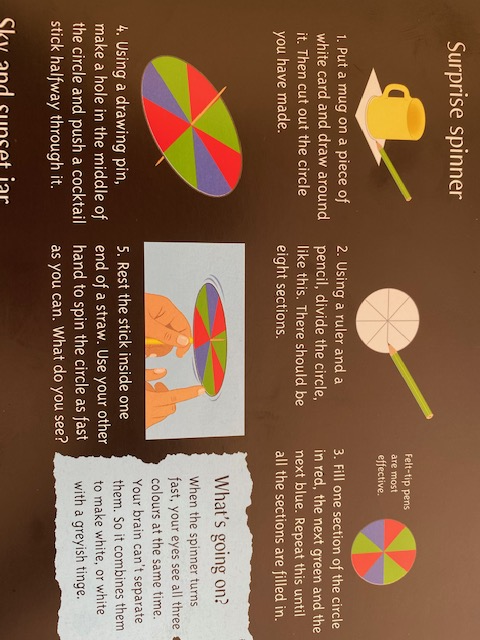 Surprise spinner
1. Put a mug on a piece of
white card and draw around
it. Then cut out the circle
you have made.
2. Using a ruler and a
pencil, divide the circle,
like this. There should be
eight sections.
Felt-tip pens
are most
effective.
3. Fill one section of the circle
in red, the next green and the
next blue. Repeat this until
all the sections are filled in.
4. Using a drawing pin,
make a hole in the middle of
the circle and push a cocktail
stick halfway through it.
5. Rest the stick inside one
end of a straw. Use your other
hand to spin the circle as fast
as you can. What do you see?
What's going on?
When the spinner turns
fast, your eyes see all three
colours at the same time.
Your brain can't separate
them. So it combines them
to make white, or white
with a greyish tinge.
Sky and sunset jar